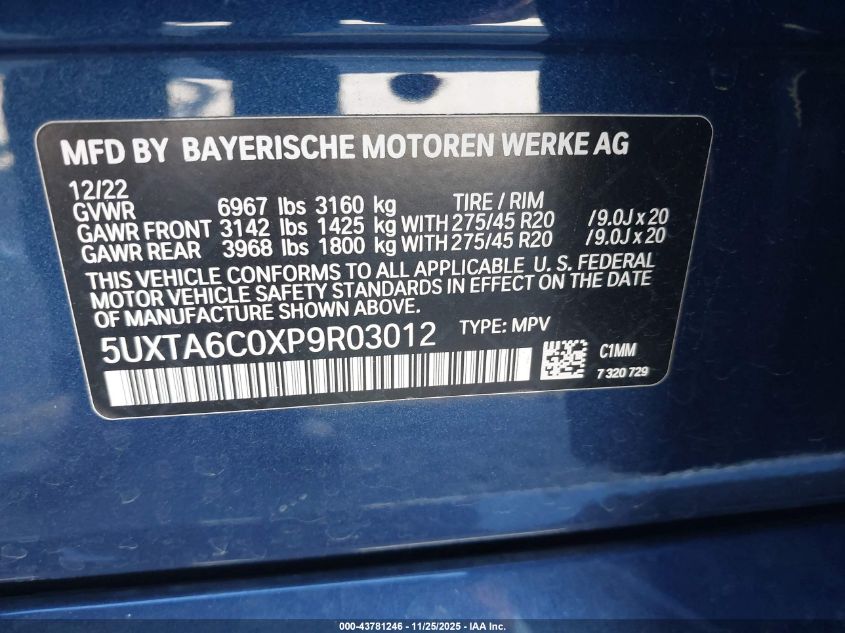 MFD BY BAYERISCHE MOTOREN WERKE AG
12/22 TIRE / RIM
GVWR 6967 lbs 3160 kg
GAWR FRONT 3142 lbs 1425 kg WITH 275/45 R20 /9.0J x 20
GAWR REAR 3968 lbs 1800 kg WITH 275/45 R20 /9.0J x 20
THIS VEHICLE CONFORMS TO ALL APPLICABLE U. S. FEDERAL
MOTOR VEHICLE SAFETY STANDARDS IN EFFECT ON THE DATE
OF MANUFACTURE SHOWN ABOVE.
5UXTA6C0XP9R03012 TYPE: MPV
C1MM
7 320 729
000-43781246 - 11/25/2025 - IAA Inc.